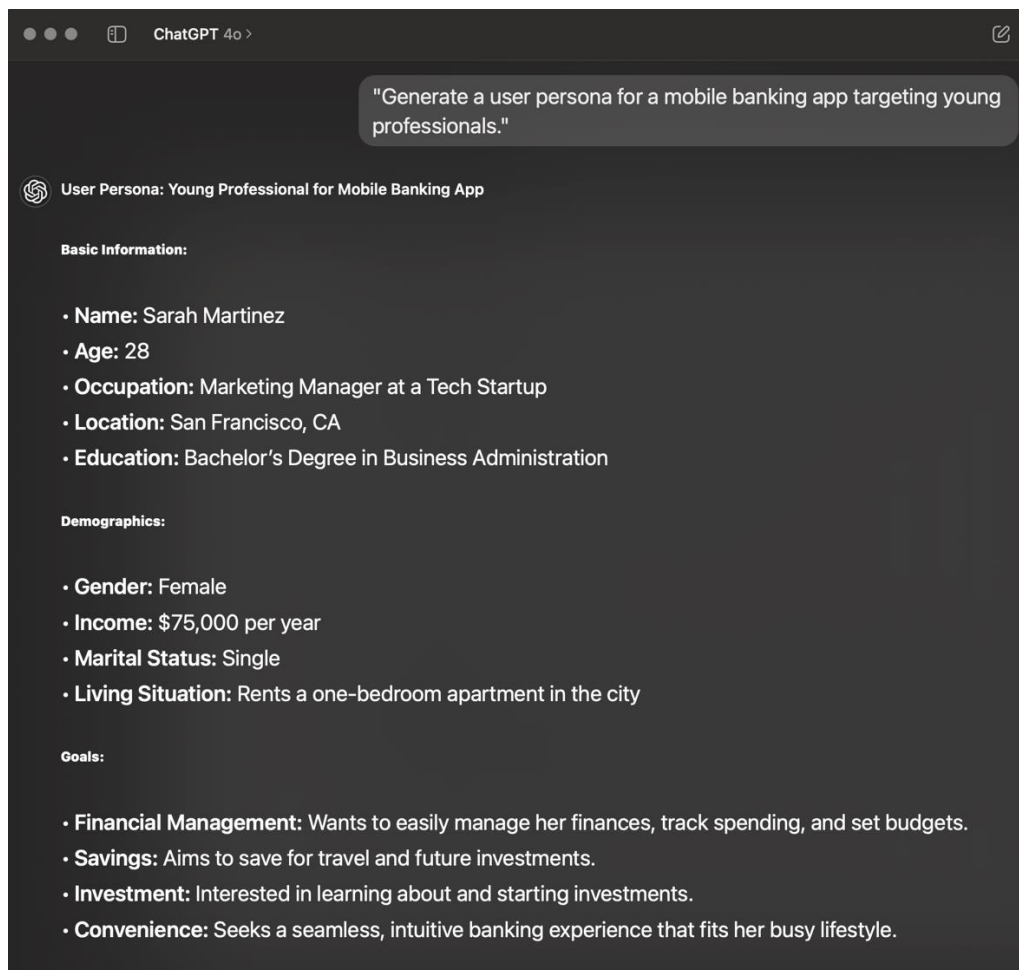 ChatGPT 4o >
"Generate a user persona for a mobile banking app targeting young
professionals."
User Persona: Young Professional for Mobile Banking App
Basic Information:
• Name: Sarah Martinez
• Age: 28
• Occupation: Marketing Manager at a Tech Startup
• Location: San Francisco, CA
• Education: Bachelor’s Degree in Business Administration
Demographics:
• Gender: Female
• Income: $75,000 per year
• Marital Status: Single
• Living Situation: Rents a one-bedroom apartment in the city
Goals:
• Financial Management: Wants to easily manage her finances, track spending, and set budgets.
• Savings: Aims to save for travel and future investments.
• Investment: Interested in learning about and starting investments.
• Convenience: Seeks a seamless, intuitive banking experience that fits her busy lifestyle.